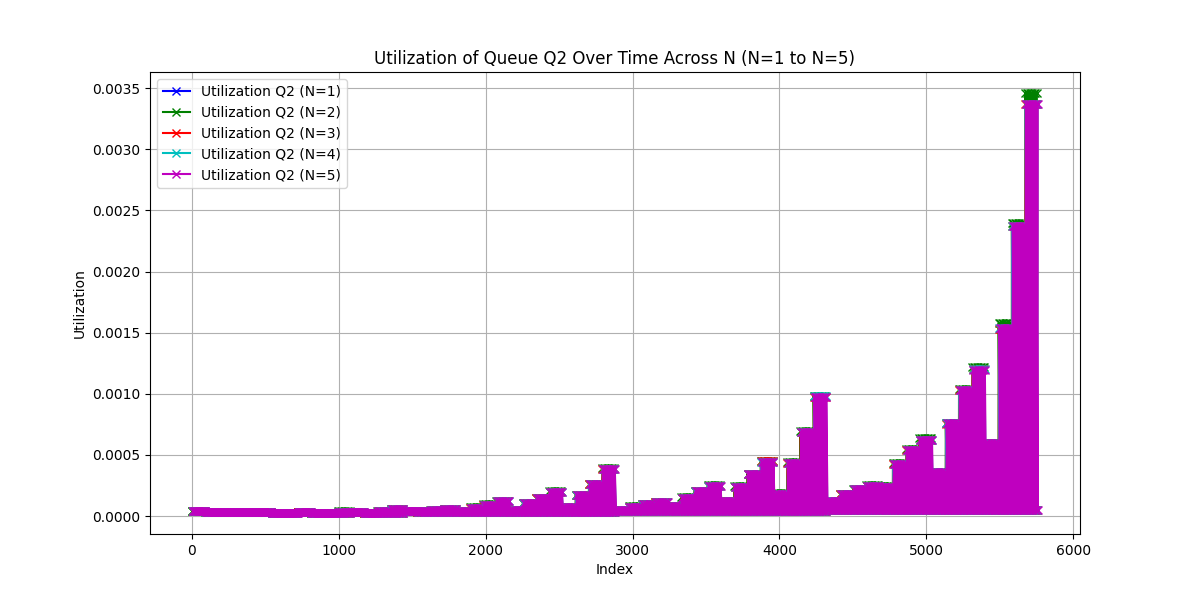 Utilization of Queue Q2 Over Time Across N (N=1 to N=5)
Utilization Q2 (N=1)
Utilization Q2 (N=2)
Utilization Q2 (N=3)
Utilization Q2 (N=4)
Utilization Q2 (N=5)
Utilization
0.0035
0.0030
0.0025
0.0020
0.0015
0.0010
0.0005
0.0000
0 1000 2000 3000 4000 5000 6000
Index